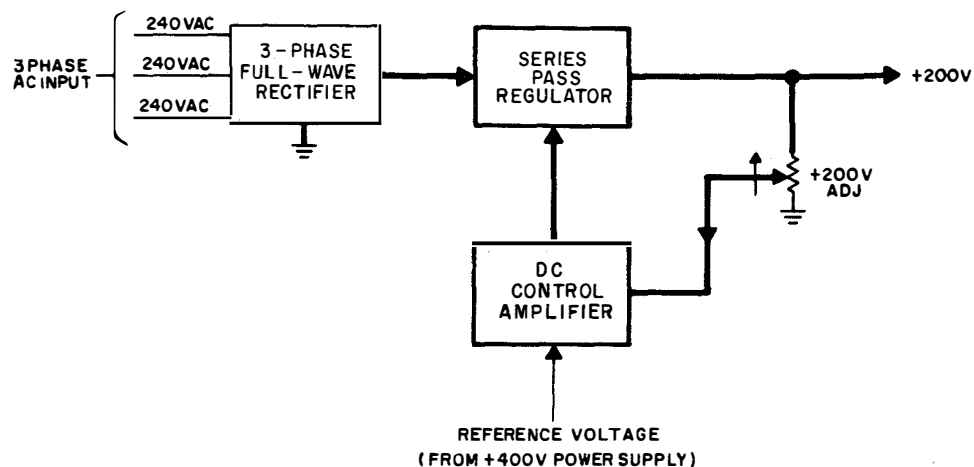 240VAC
3 PHASE
AC INPUT
240VAC
240VAC
3-PHASE
FULL-WAVE
RECTIFIER
SERIES
PASS
REGULATOR
+200V
+200V
ADJ
DC
CONTROL
AMPLIFIER
REFERENCE VOLTAGE
(FROM +400V POWER SUPPLY)